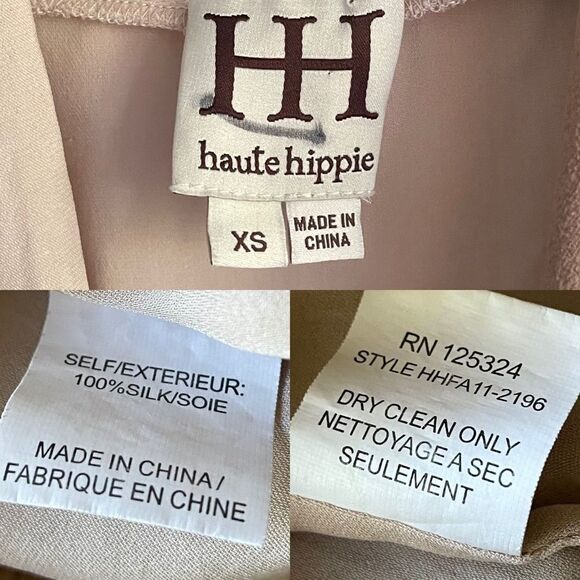 HH
haute hippie
XS
MADE IN
CHINA
SELF/EXTERIEUR:
100%SILK/SOIE
MADE IN CHINA/
FABRIQUE EN CHINE
RN 125324
STYLE HHFA11-2196
DRY CLEAN ONLY
NETTOYAGE A SEC
SEULEMENT